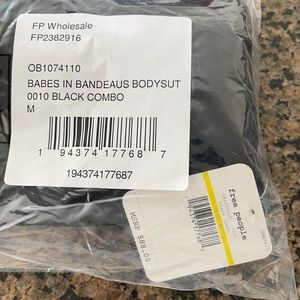 FP Wholesale
FP2382916
OB1074110
BABES IN BANDEAUS BODYSUT
0010 BLACK COMBO
M
1 94374 17768 7
194374177687
free people
MSRP $88.00